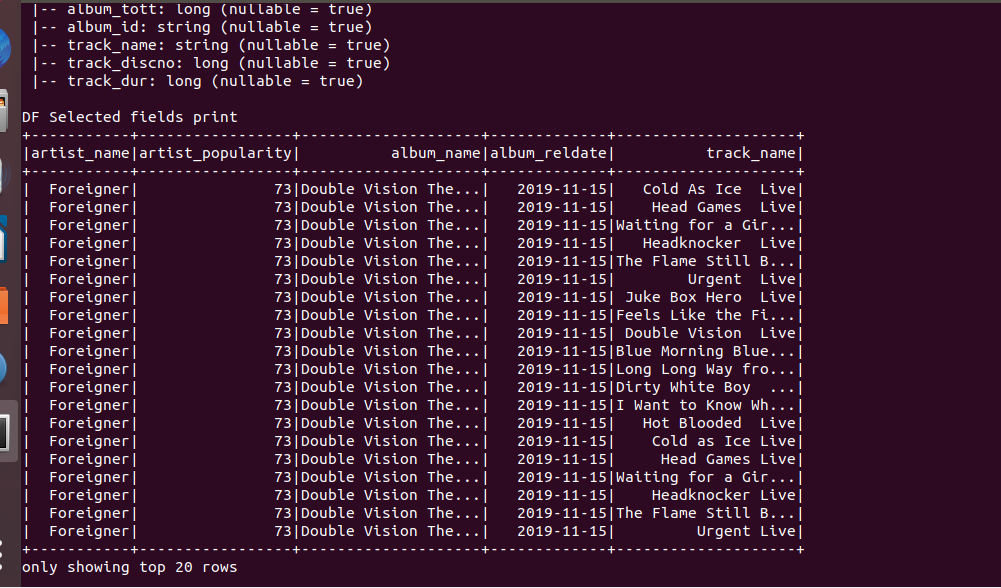 |-- album_tott: long (nullable = true)
 |-- album_id: string (nullable = true)
 |-- track_name: string (nullable = true)
 |-- track_discno: long (nullable = true)
 |-- track_dur: long (nullable = true)

DF Selected fields print
+-----------+-----------------+--------------------+-------------+--------------------+
|artist_name|artist_popularity|          album_name|album_reldate|          track_name|
+-----------+-----------------+--------------------+-------------+--------------------+
|  Foreigner|               73|Double Vision The...|   2019-11-15|   Cold As Ice  Live|
|  Foreigner|               73|Double Vision The...|   2019-11-15|    Head Games  Live|
|  Foreigner|               73|Double Vision The...|   2019-11-15|Waiting for a Gir...|
|  Foreigner|               73|Double Vision The...|   2019-11-15|   Headknocker  Live|
|  Foreigner|               73|Double Vision The...|   2019-11-15|The Flame Still B...|
|  Foreigner|               73|Double Vision The...|   2019-11-15|        Urgent  Live|
|  Foreigner|               73|Double Vision The...|   2019-11-15| Juke Box Hero  Live|
|  Foreigner|               73|Double Vision The...|   2019-11-15|Feels Like the Fi...|
|  Foreigner|               73|Double Vision The...|   2019-11-15| Double Vision  Live|
|  Foreigner|               73|Double Vision The...|   2019-11-15|Blue Morning Blue...|
|  Foreigner|               73|Double Vision The...|   2019-11-15|Long Long Way fro...|
|  Foreigner|               73|Double Vision The...|   2019-11-15|Dirty White Boy  ...|
|  Foreigner|               73|Double Vision The...|   2019-11-15|I Want to Know Wh...|
|  Foreigner|               73|Double Vision The...|   2019-11-15|   Hot Blooded  Live|
|  Foreigner|               73|Double Vision The...|   2019-11-15|    Cold as Ice Live|
|  Foreigner|               73|Double Vision The...|   2019-11-15|     Head Games Live|
|  Foreigner|               73|Double Vision The...|   2019-11-15|Waiting for a Gir...|
|  Foreigner|               73|Double Vision The...|   2019-11-15|    Headknocker Live|
|  Foreigner|               73|Double Vision The...|   2019-11-15|The Flame Still B...|
|  Foreigner|               73|Double Vision The...|   2019-11-15|         Urgent Live|
+-----------+-----------------+--------------------+-------------+--------------------+
only showing top 20 rows